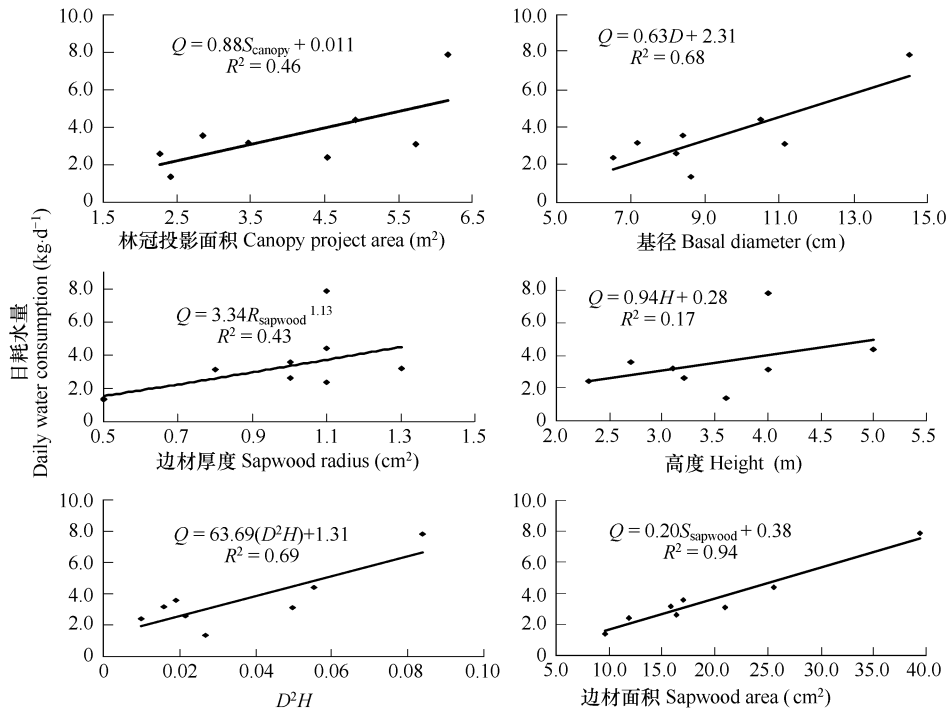 日耗水量
Daily water consumption (kg·d⁻¹)
10.0
8.0
6.0
4.0
2.0
0
Q = 0.88S_canopy + 0.011
R² = 0.46
1.5 2.5 3.5 4.5 5.5 6.5
林冠投影面积 Canopy project area (m²)
10.0
8.0
6.0
4.0
2.0
0
Q = 0.63D + 2.31
R² = 0.68
5.0 7.0 9.0 11.0 13.0 15.0
基径 Basal diameter (cm)
8.0
6.0
4.0
2.0
0
Q = 3.34R_sapwood^1.13
R² = 0.43
0.5 0.7 0.9 1.1 1.3 1.5
边材厚度 Sapwood radius (cm²)
8.0
6.0
4.0
2.0
0
Q = 0.94H + 0.28
R² = 0.17
2.0 2.5 3.0 3.5 4.0 4.5 5.0 5.5
高度 Height (m)
10.0
8.0
6.0
4.0
2.0
0
Q = 63.69(D²H)+1.31
R² = 0.69
0 0.02 0.04 0.06 0.08 0.10
D²H
10.0
8.0
6.0
4.0
2.0
0
Q = 0.20S_sapwood + 0.38
R² = 0.94
5.0 10.0 15.0 20.0 25.0 30.0 35.0 40.0
边材面积 Sapwood area (cm²)